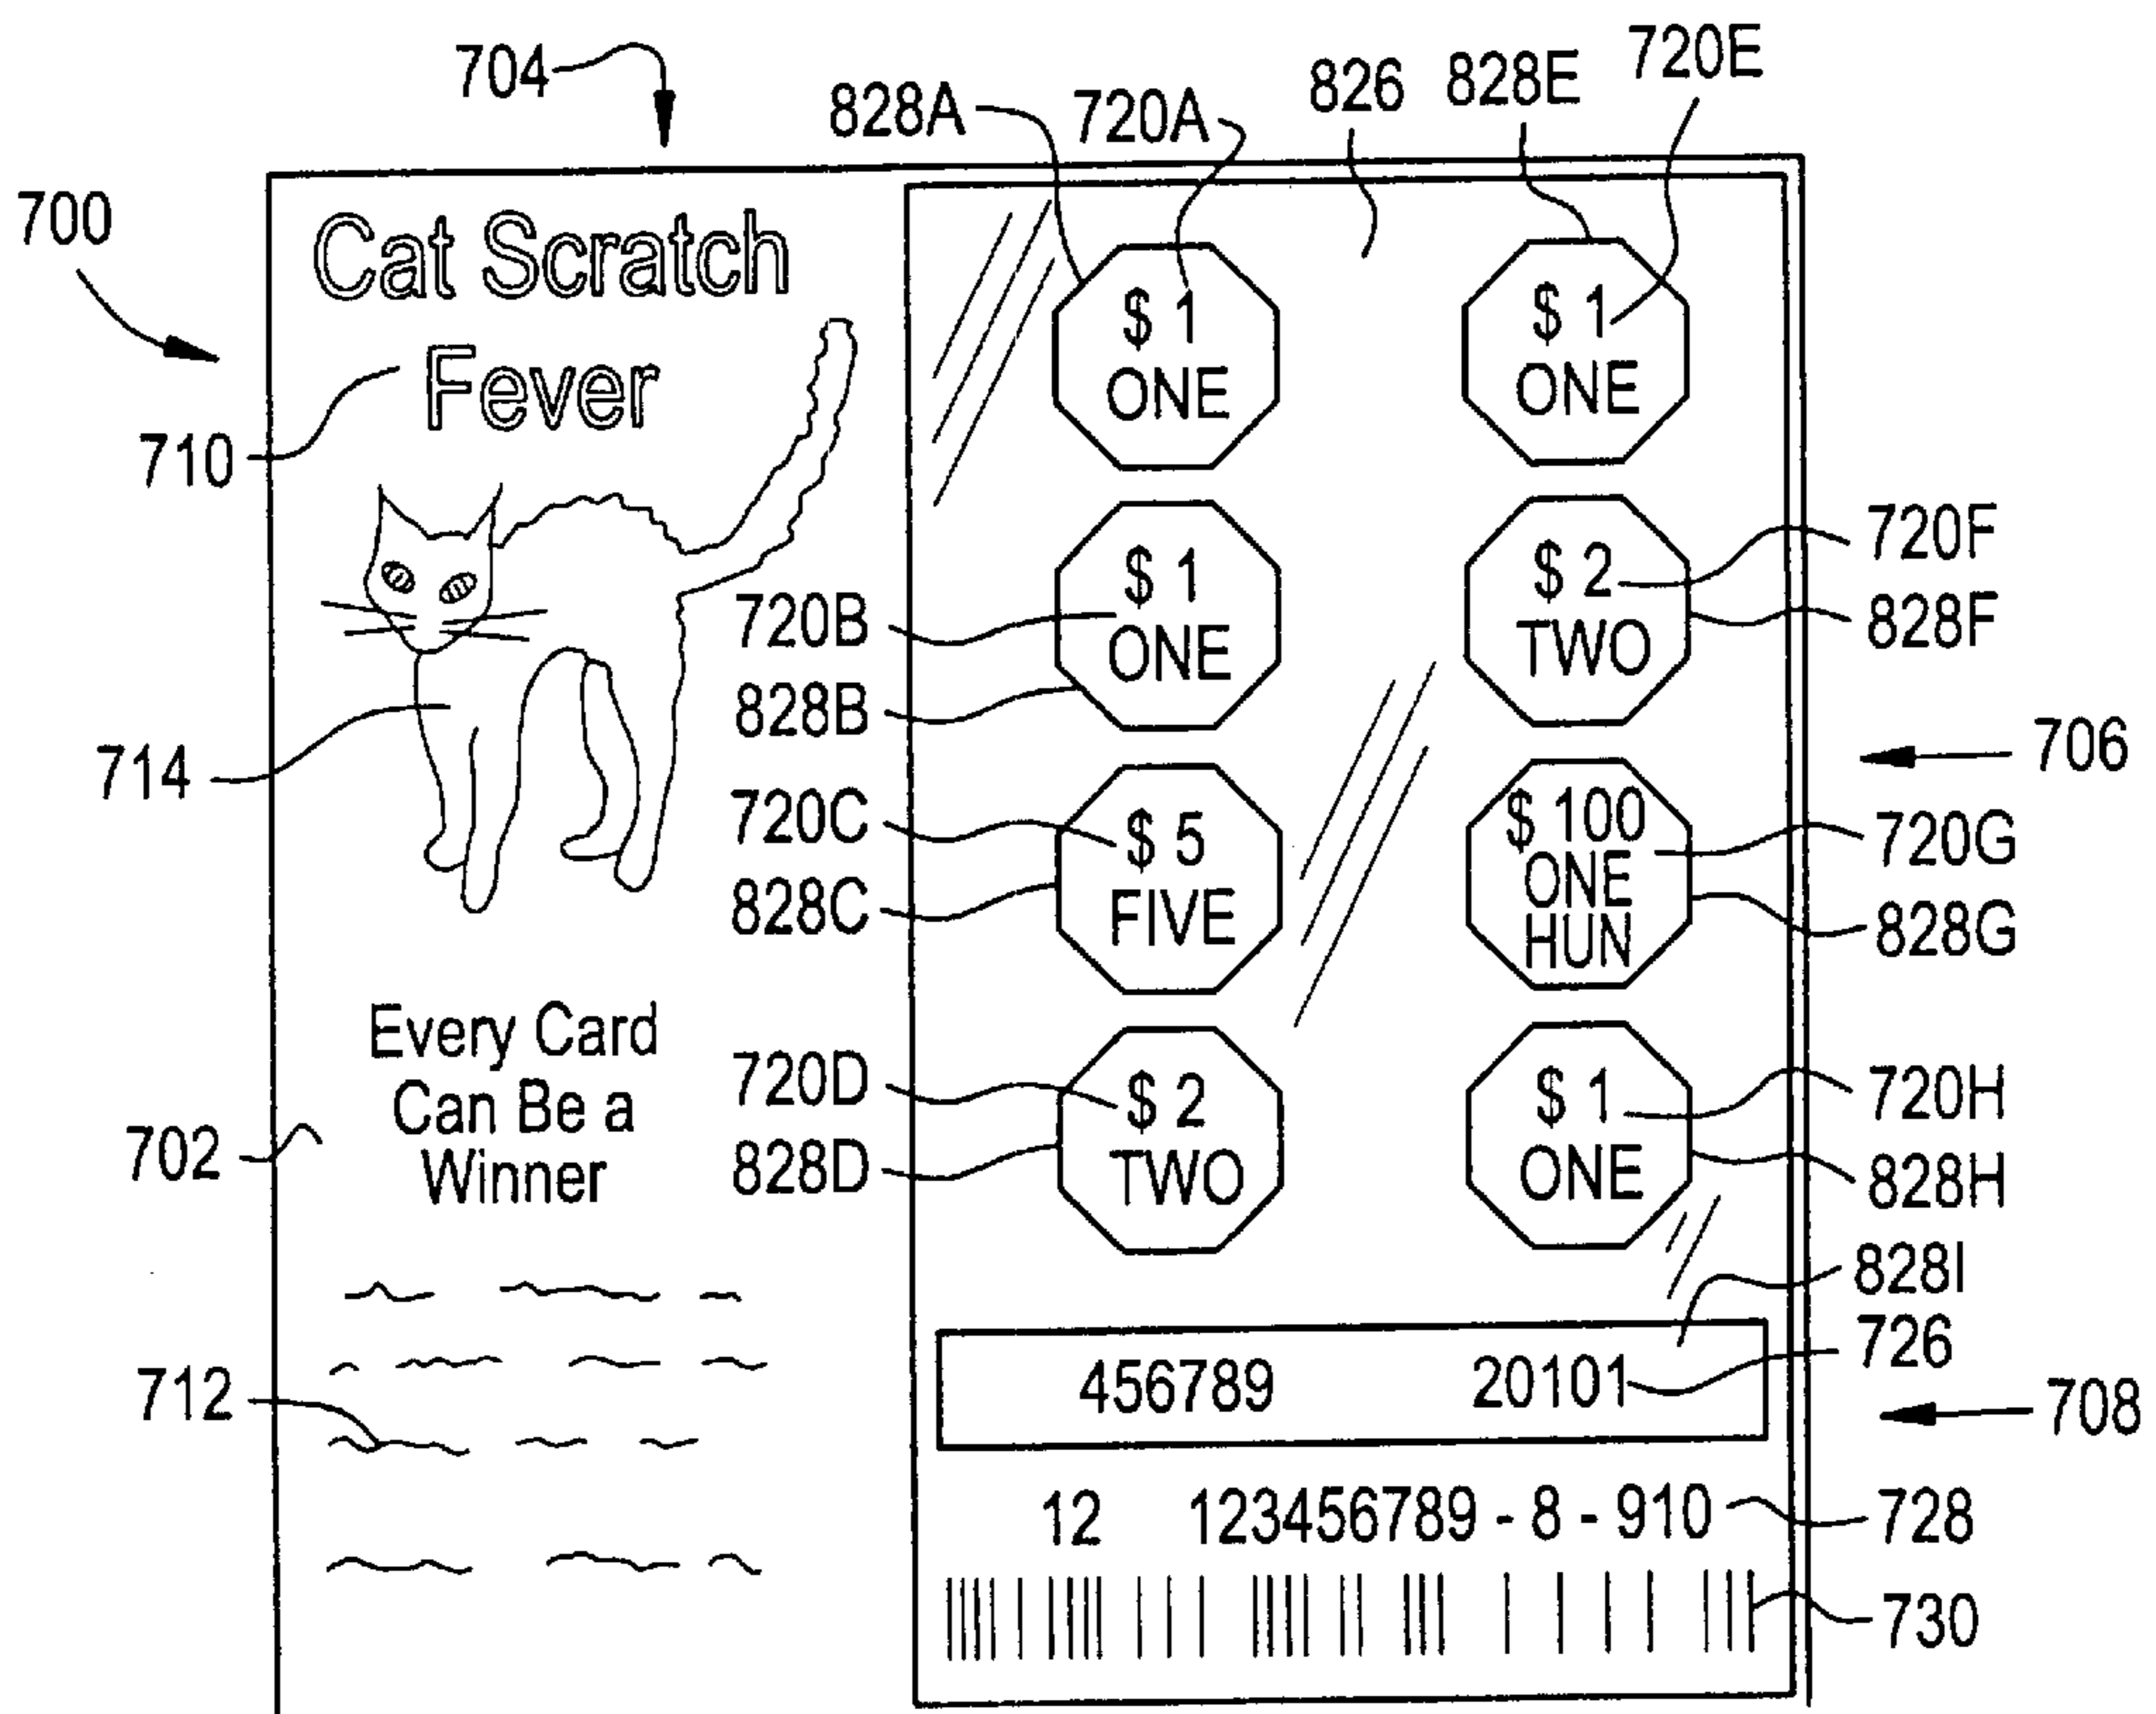 704
828A
720A
826
828E
720E
700
Cat Scratch
Fever
710
$ 1
ONE
$ 1
ONE
720F
828F
$ 1
ONE
$ 2
TWO
720B
828B
714
706
720C
828C
$ 5
FIVE
$ 100
ONE
HUN
720G
828G
Every Card
Can Be a
Winner
702
720D
828D
$ 2
TWO
$ 1
ONE
720H
828H
828I
726
456789 20101
712
708
12 123456789 - 8 - 910
728
730